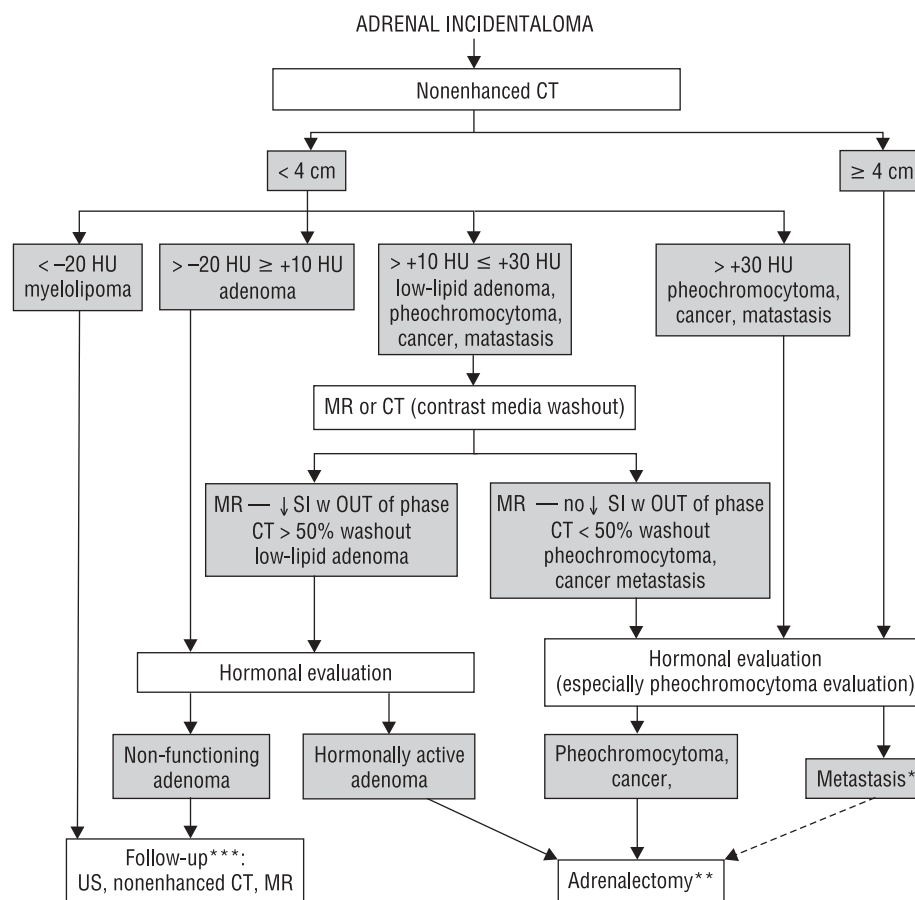 ADRENAL INCIDENTALOMA
Nonenhanced CT
< 4 cm
≥ 4 cm
< –20 HU
myelolipoma
> –20 HU ≥ +10 HU
adenoma
> +10 HU ≤ +30 HU
low-lipid adenoma,
pheochromocytoma,
cancer, matastasis
> +30 HU
pheochromocytoma,
cancer, matastasis
MR or CT (contrast media washout)
MR — ↓ SI w OUT of phase
CT > 50% washout
low-lipid adenoma
MR — no ↓ SI w OUT of phase
CT < 50% washout
pheochromocytoma,
cancer metastasis
Hormonal evaluation
Hormonal evaluation
(especially pheochromocytoma evaluation)
Non-functioning
adenoma
Hormonally active
adenoma
Pheochromocytoma,
cancer,
Metastasis*
Follow-up***:
US, nonenhanced CT, MR
Adrenalectomy**